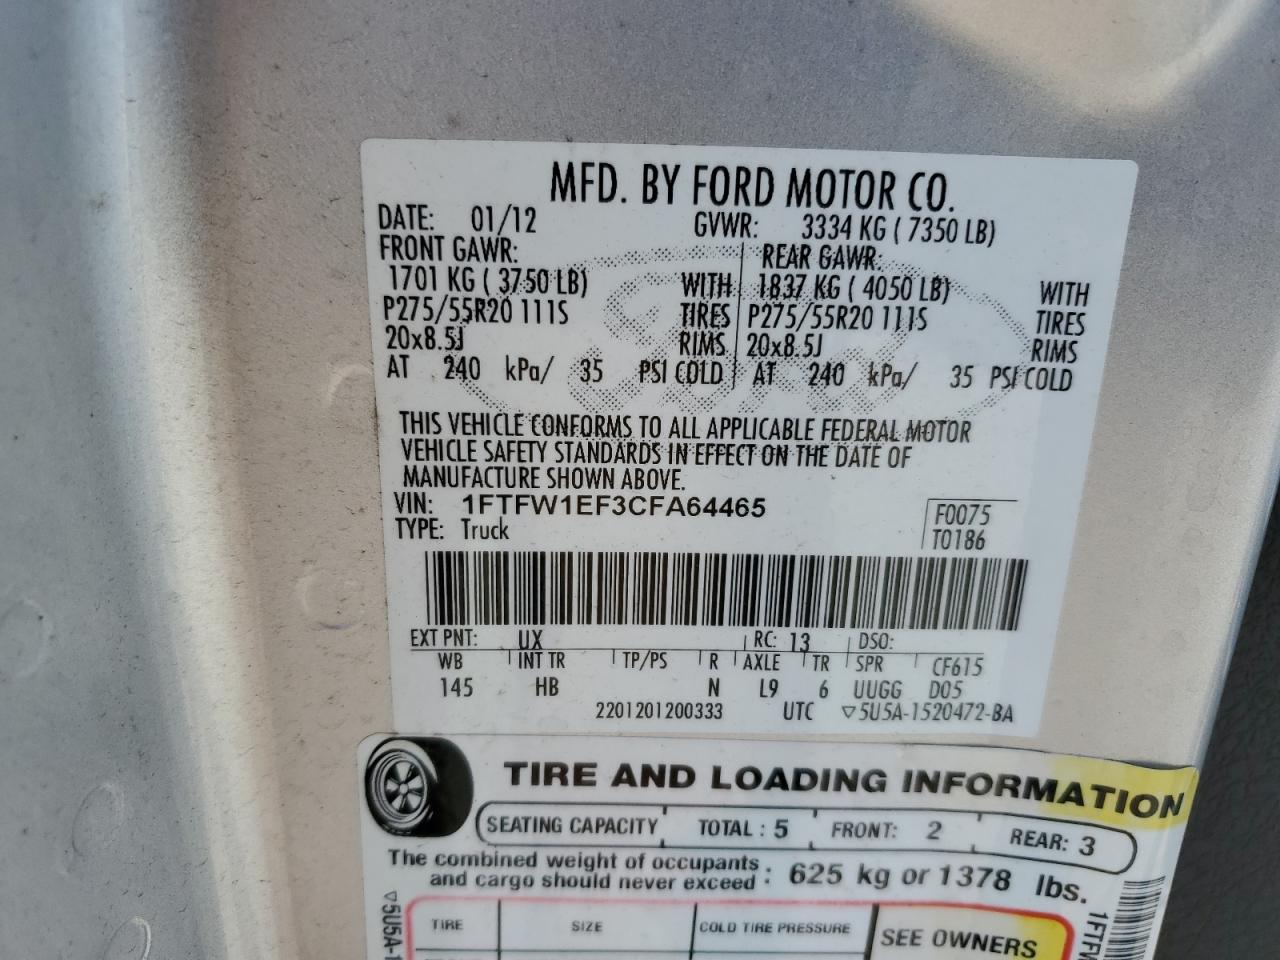 MFD. BY FORD MOTOR CO.
DATE: 01/12 GVWR: 3334 KG ( 7350 LB)
FRONT GAWR: REAR GAWR:
1701 KG ( 3750 LB) WITH 1837 KG ( 4050 LB) WITH
P275/55R20 111S TIRES P275/55R20 111S TIRES
20x8.5J RIMS 20x8.5J RIMS
AT 240 kPa/ 35 PSI COLD AT 240 kPa/ 35 PSI COLD
THIS VEHICLE CONFORMS TO ALL APPLICABLE FEDERAL MOTOR
VEHICLE SAFETY STANDARDS IN EFFECT ON THE DATE OF
MANUFACTURE SHOWN ABOVE.
VIN: 1FTFW1EF3CFA64465 F0075
TYPE: Truck T0186
EXT PNT: UX RC: 13 DSO:
WB INT TR TP/PS R AXLE TR SPR CF615
145 HB N L9 6 UUGG D05
2201201200333 UTC ▽5U5A-1520472-BA
TIRE AND LOADING INFORMATION
SEATING CAPACITY TOTAL : 5 FRONT: 2 REAR: 3
The combined weight of occupants
and cargo should never exceed : 625 kg or 1378 lbs.
TIRE SIZE COLD TIRE PRESSURE SEE OWNERS
▽5U5A-1
1FTFW